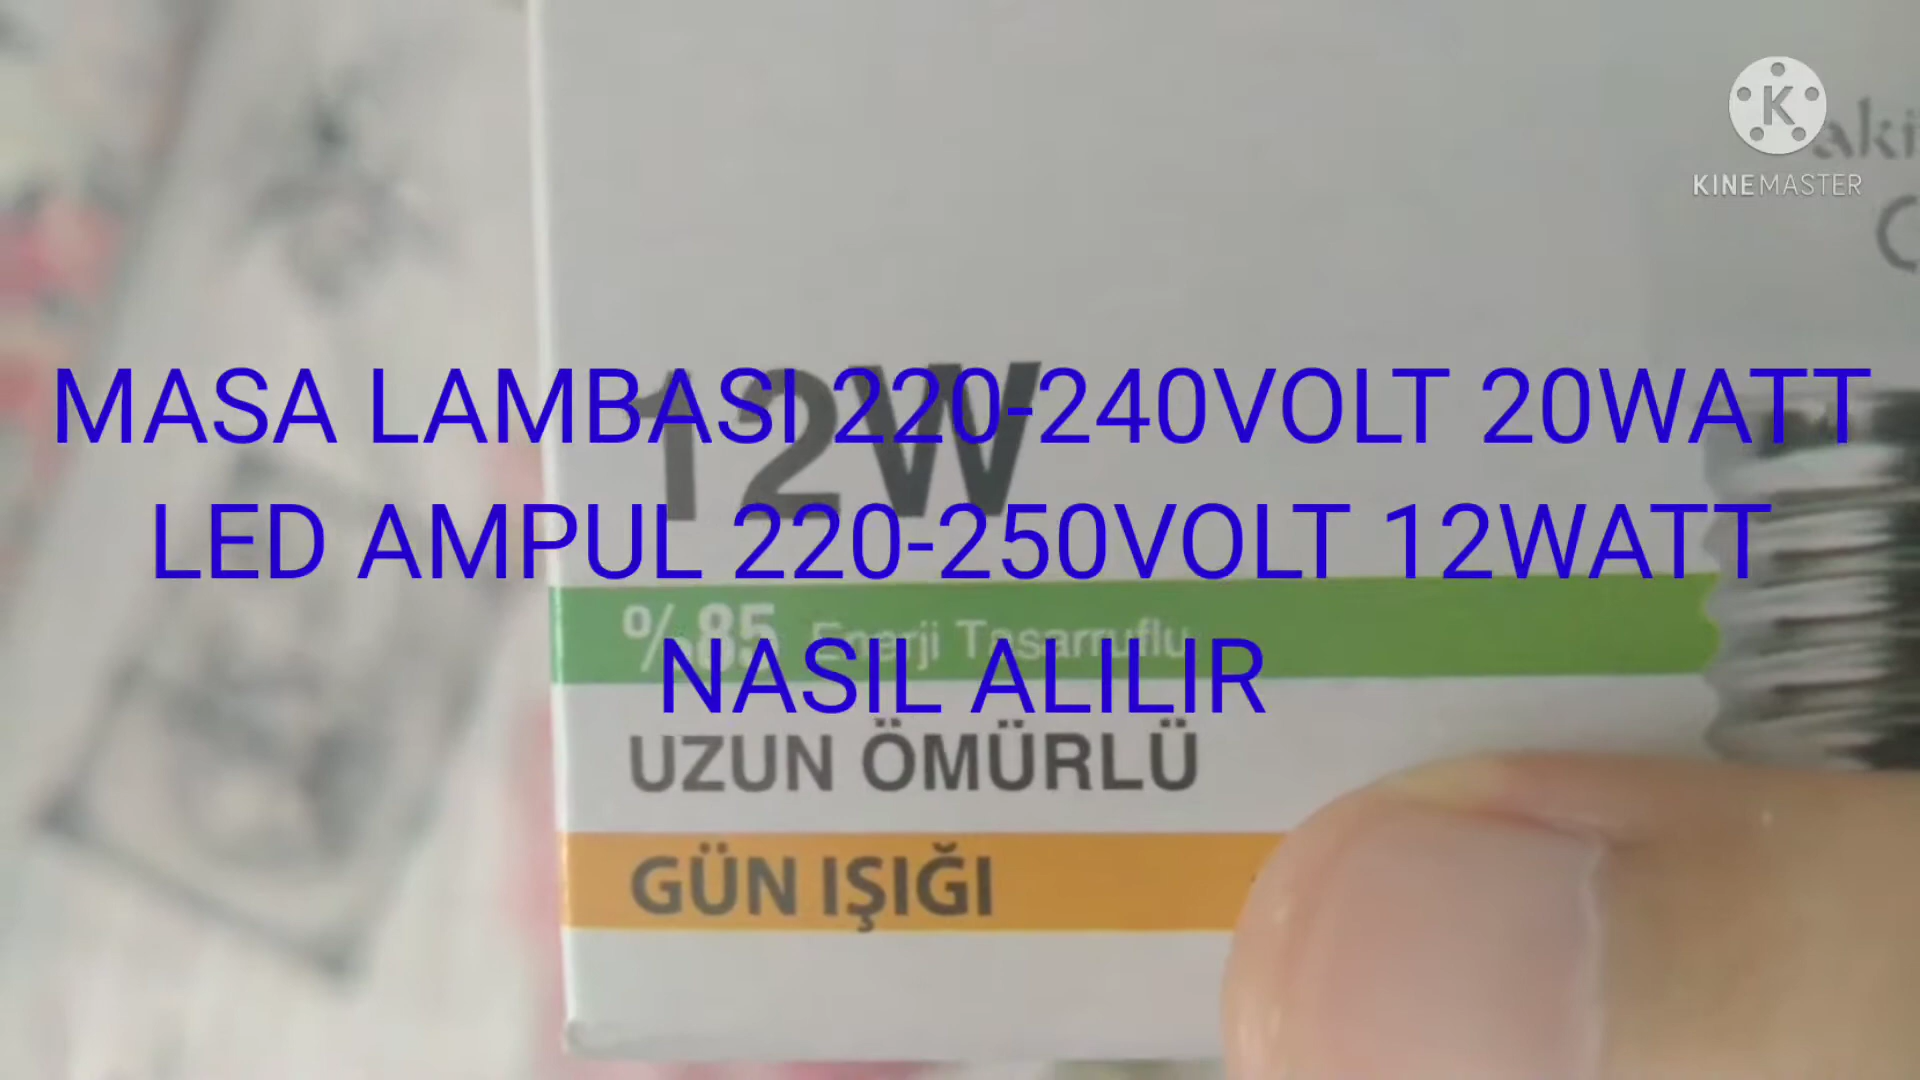 KINEMASTER
MASA LAMBASI 220-240VOLT 20WATT
LED AMPUL 220-250VOLT 12WATT
NASIL ALILIR
12W
%85 Enerji Tasarruflu
UZUN ÖMÜRLÜ
GÜN IŞIĞI